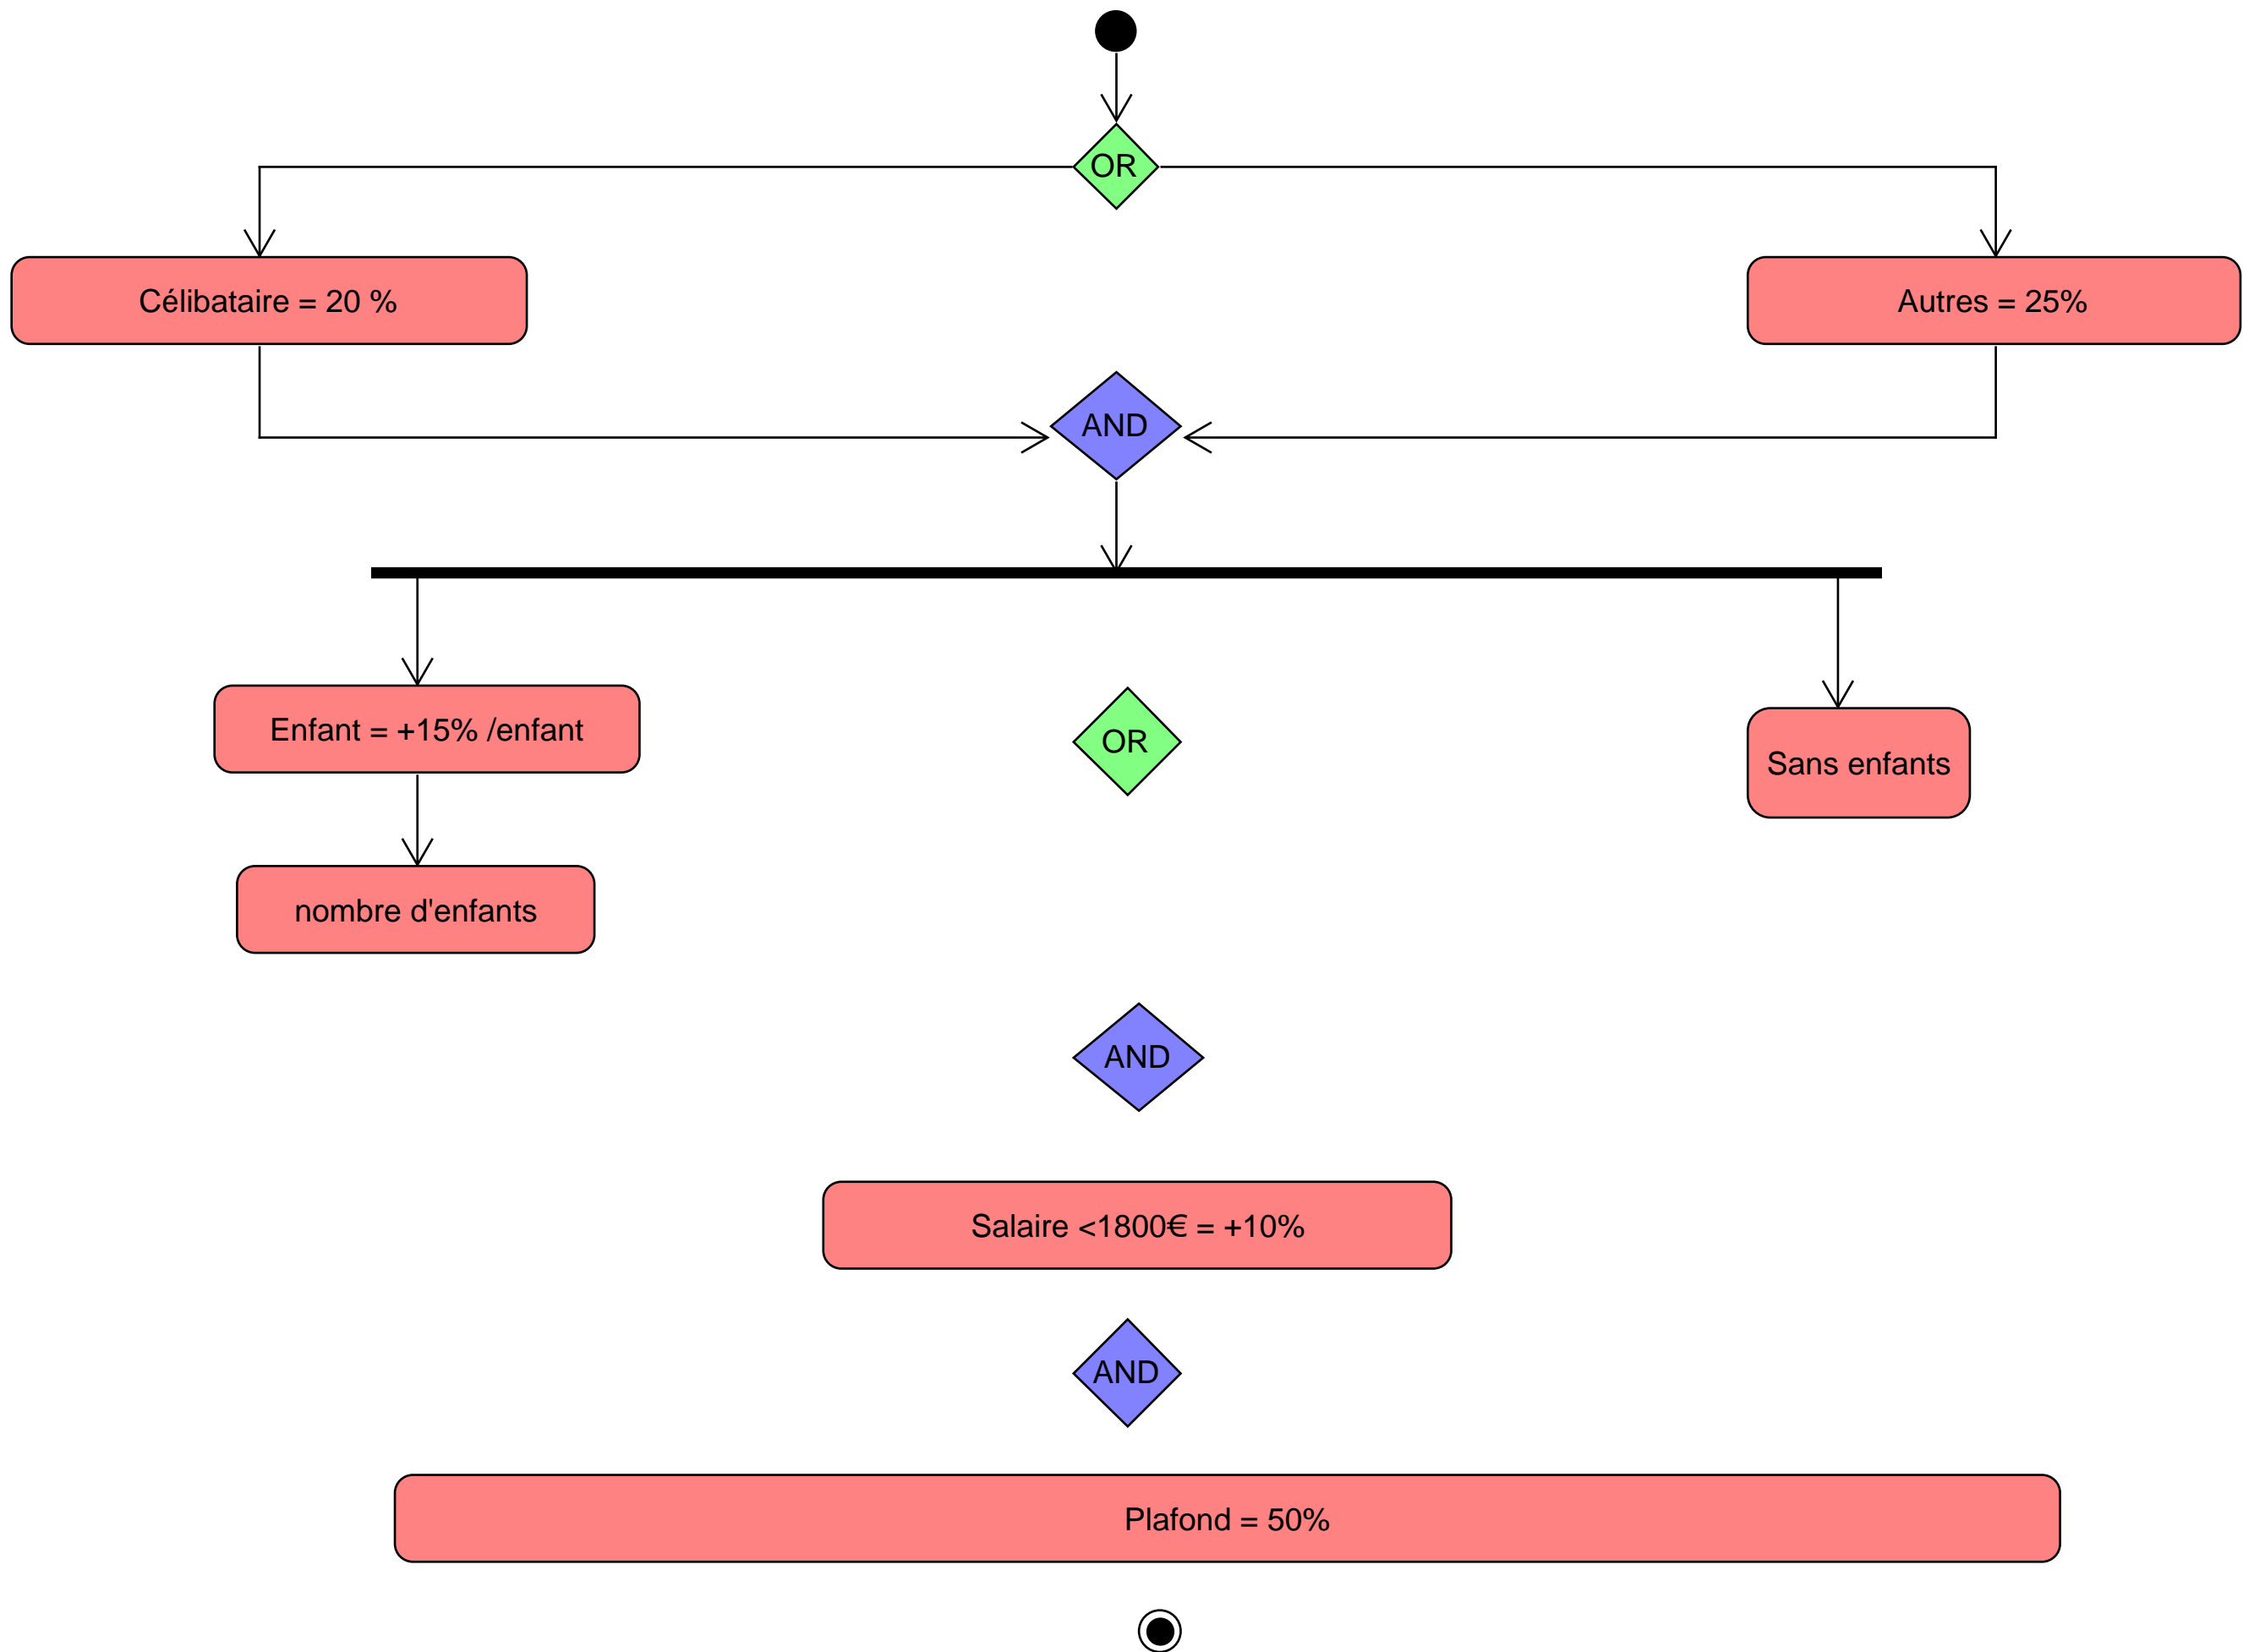 OR
Célibataire = 20 %
Autres = 25%
AND
Enfant = +15% /enfant
OR
Sans enfants
nombre d'enfants
AND
Salaire <1800€ = +10%
AND
Plafond = 50%